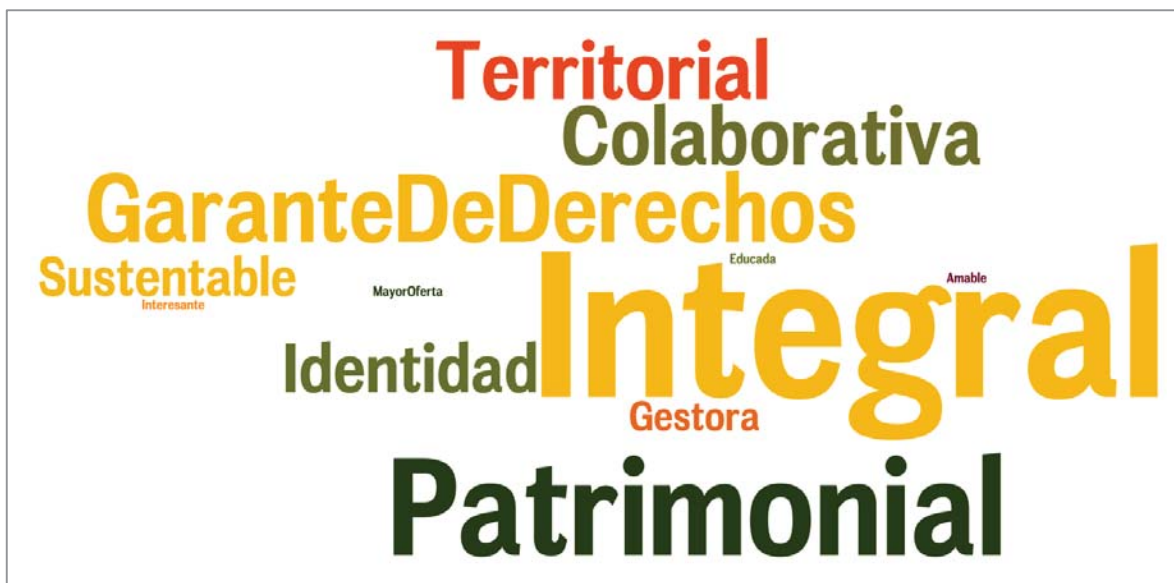 Territorial
Colaborativa
GaranteDeDerechos
Educada
Sustentable
Interesante
MayorOferta
Amable
Integral
Identidad
Gestora
Patrimonial